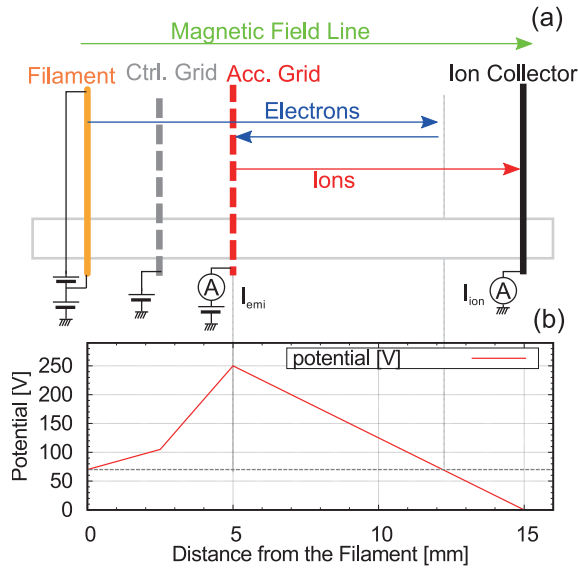 (a)
Magnetic Field Line
Filament
Ctrl. Grid
Acc. Grid
Ion Collector
Electrons
Ions
A
I emi
I ion
A
(b)
potential [V]
Potential [V]
250
200
150
100
50
0
0
5
10
15
Distance from the Filament [mm]